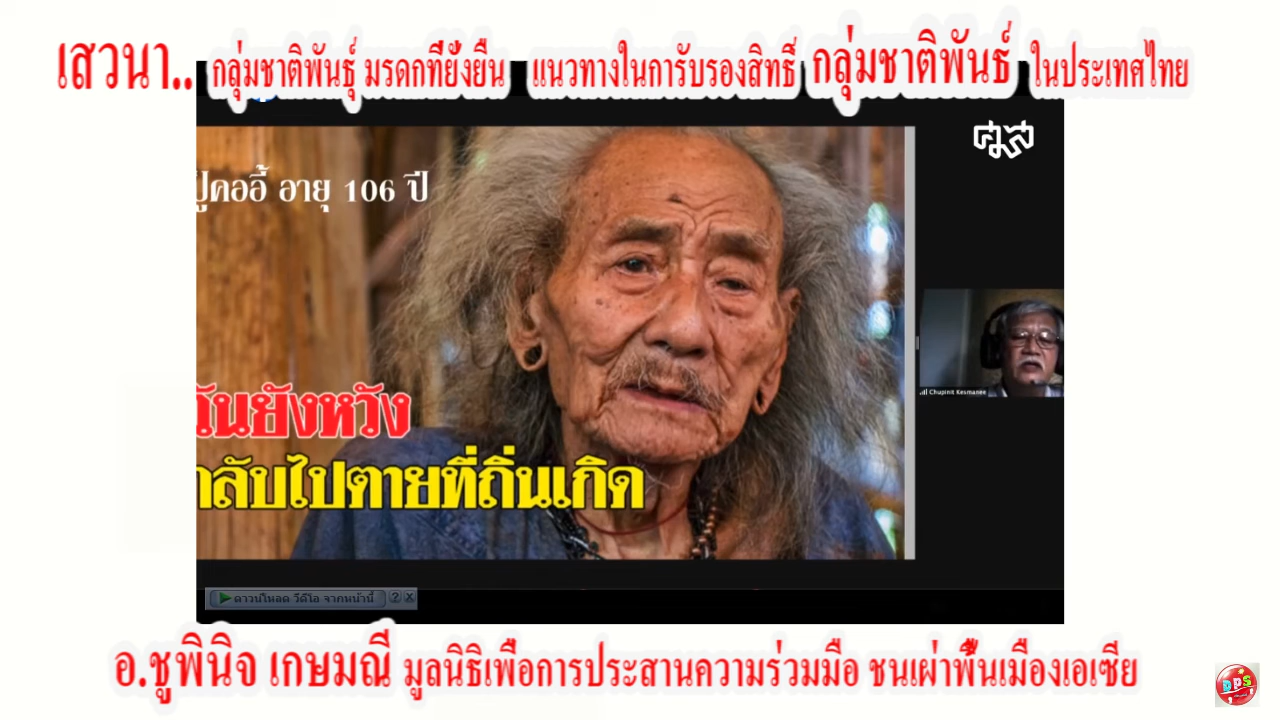 เสวนา.. กลุ่มชาติพันธุ์ มรดกที่ยั่งยืน แนวทางในการับรองสิทธิ์ กลุ่มชาติพันธ์ ในประเทศไทย
ศมส
ปู่คออี้ อายุ 106 ปี
ฉันยังหวัง
กลับไปตายที่ถิ่นเกิด
Chupinit Kesmanee
ดาวน์โหลด วีดีโอ จากหน้านี้ ? X
อ.ชูพินิจ เกษมณี มูลนิธิเพื่อการประสานความร่วมมือ ชนเผ่าพื้นเมืองเอเซีย
DPS